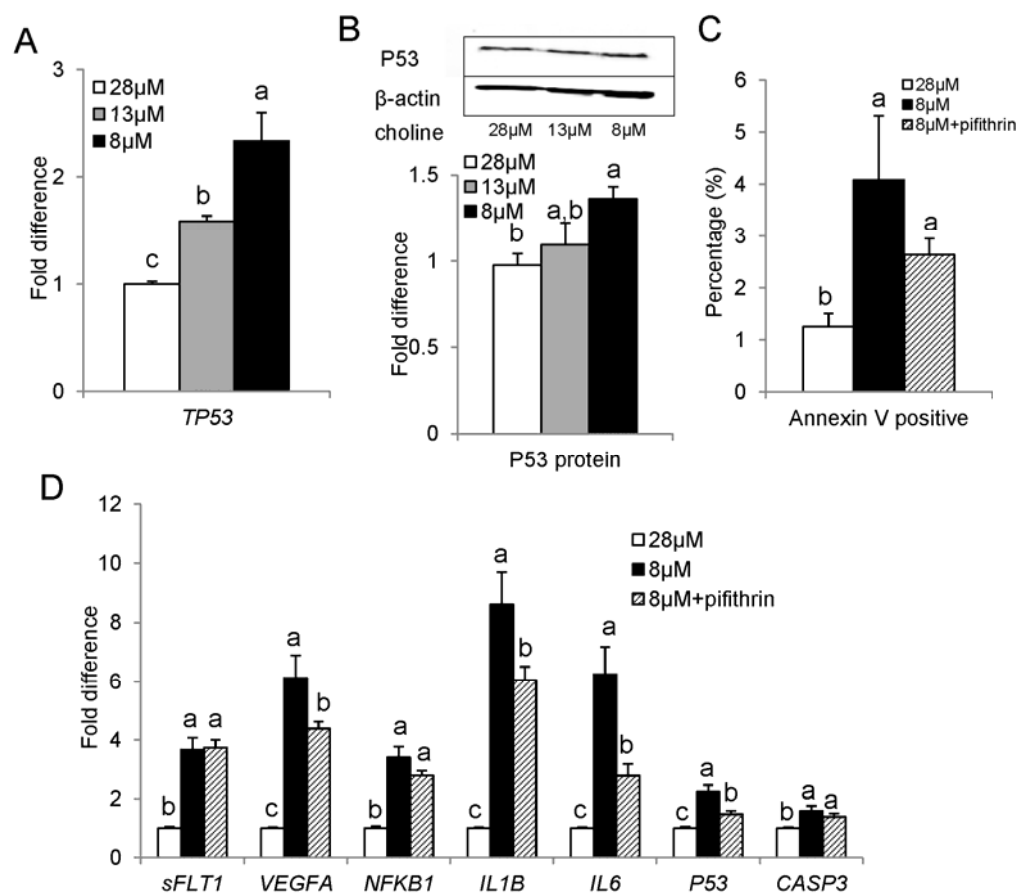 A
3
2
1
0
Fold difference
28µM
13µM
8µM
c
b
a
TP53
B
P53
β-actin
choline
28µM 13µM 8µM
28µM
13µM
8µM
1.5
1
0.5
0
Fold difference
b
a,b
a
P53 protein
C
6
5
4
3
2
1
0
Percentage (%)
28µM
8µM
8µM+pifithrin
b
a
a
Annexin V positive
D
12
10
8
6
4
2
0
Fold difference
28µM
8µM
8µM+pifithrin
b a a
c a b
b a a
c a b
c a b
c a b
b a a
sFLT1 VEGFA NFKB1 IL1B IL6 P53 CASP3